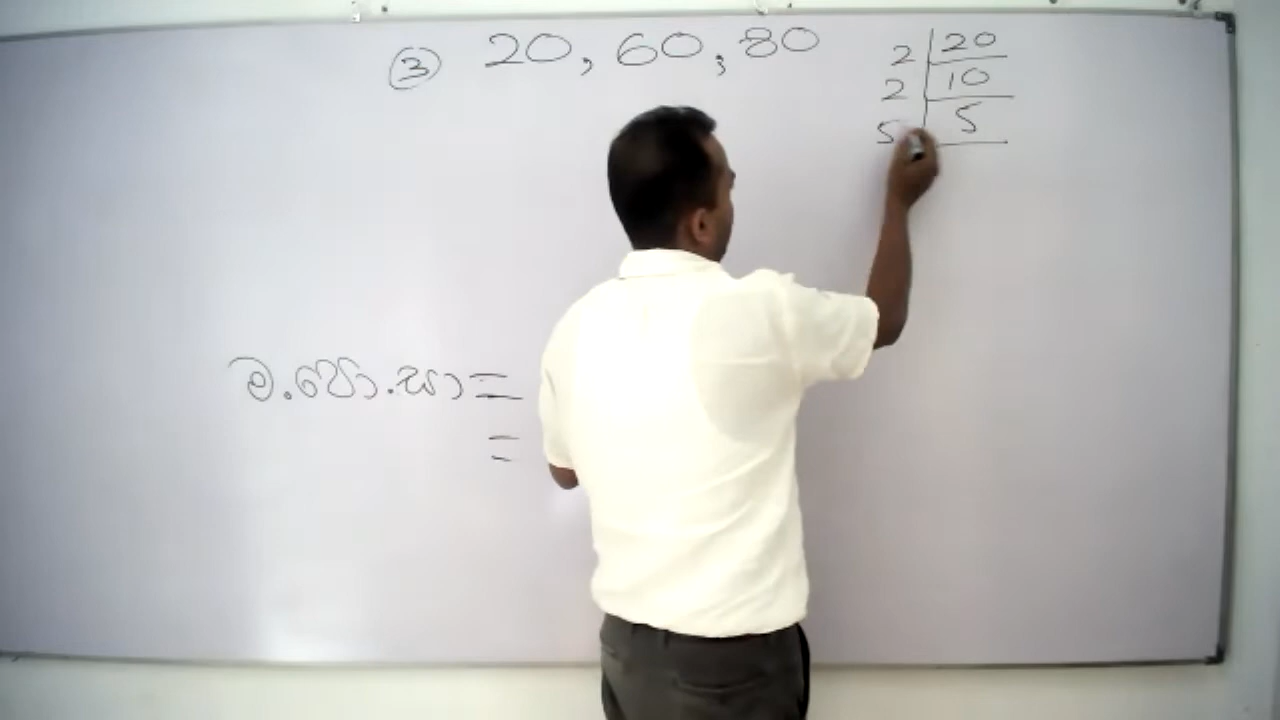 ③ 20, 60, 80
2 | 20
2 | 10
5 | 5
ම.පො.සා =
=